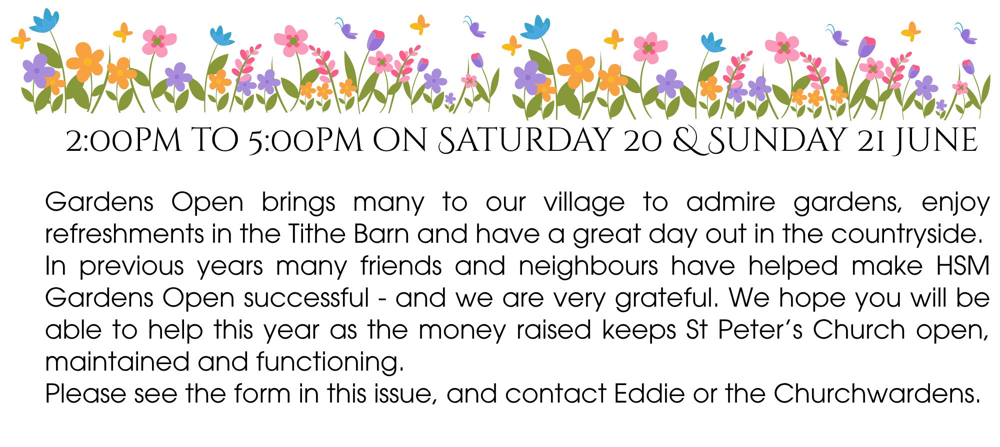 2:00PM TO 5:00PM ON SATURDAY 20 & SUNDAY 21 JUNE
Gardens Open brings many to our village to admire gardens, enjoy
refreshments in the Tithe Barn and have a great day out in the countryside.
In previous years many friends and neighbours have helped make HSM
Gardens Open successful - and we are very grateful. We hope you will be
able to help this year as the money raised keeps St Peter’s Church open,
maintained and functioning.
Please see the form in this issue, and contact Eddie or the Churchwardens.